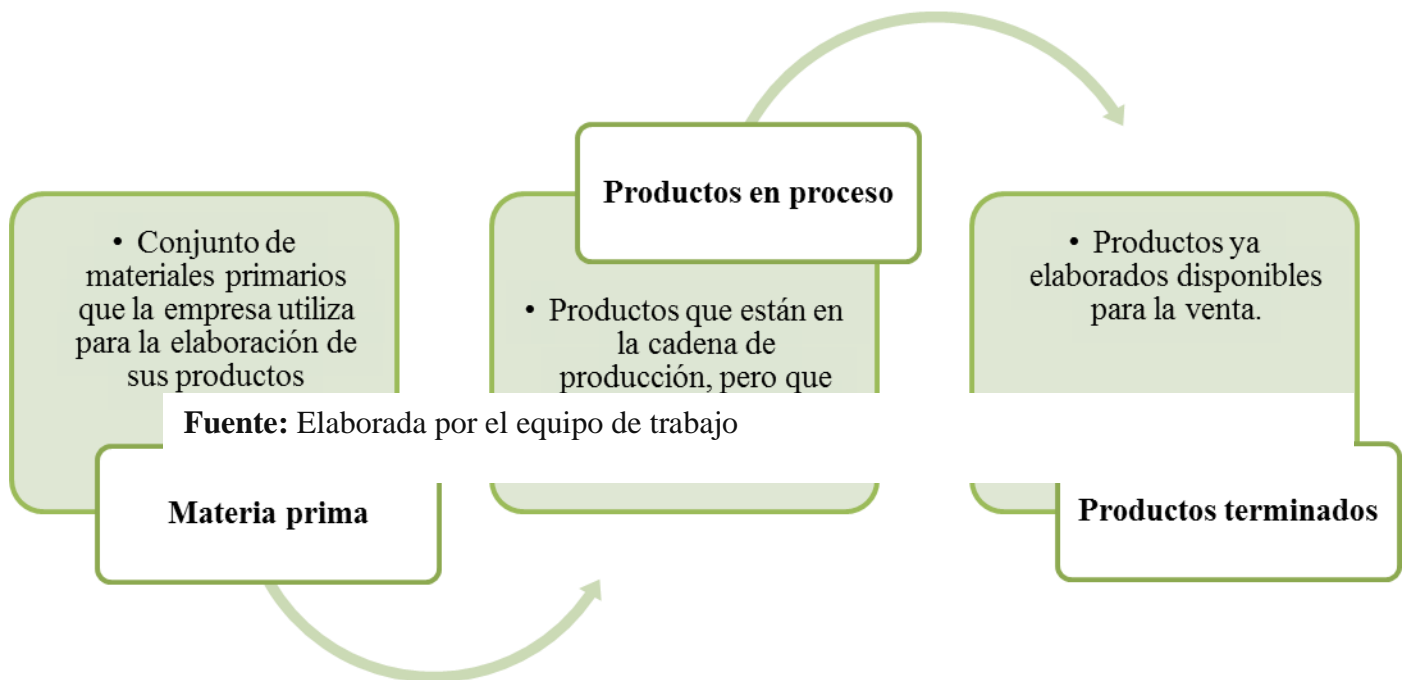 • Conjunto de
materiales primarios
que la empresa utiliza
para la elaboración de
sus productos
Materia prima
Productos en proceso
• Productos que están en
la cadena de
producción, pero que
• Productos ya
elaborados disponibles
para la venta.
Productos terminados
Fuente: Elaborada por el equipo de trabajo